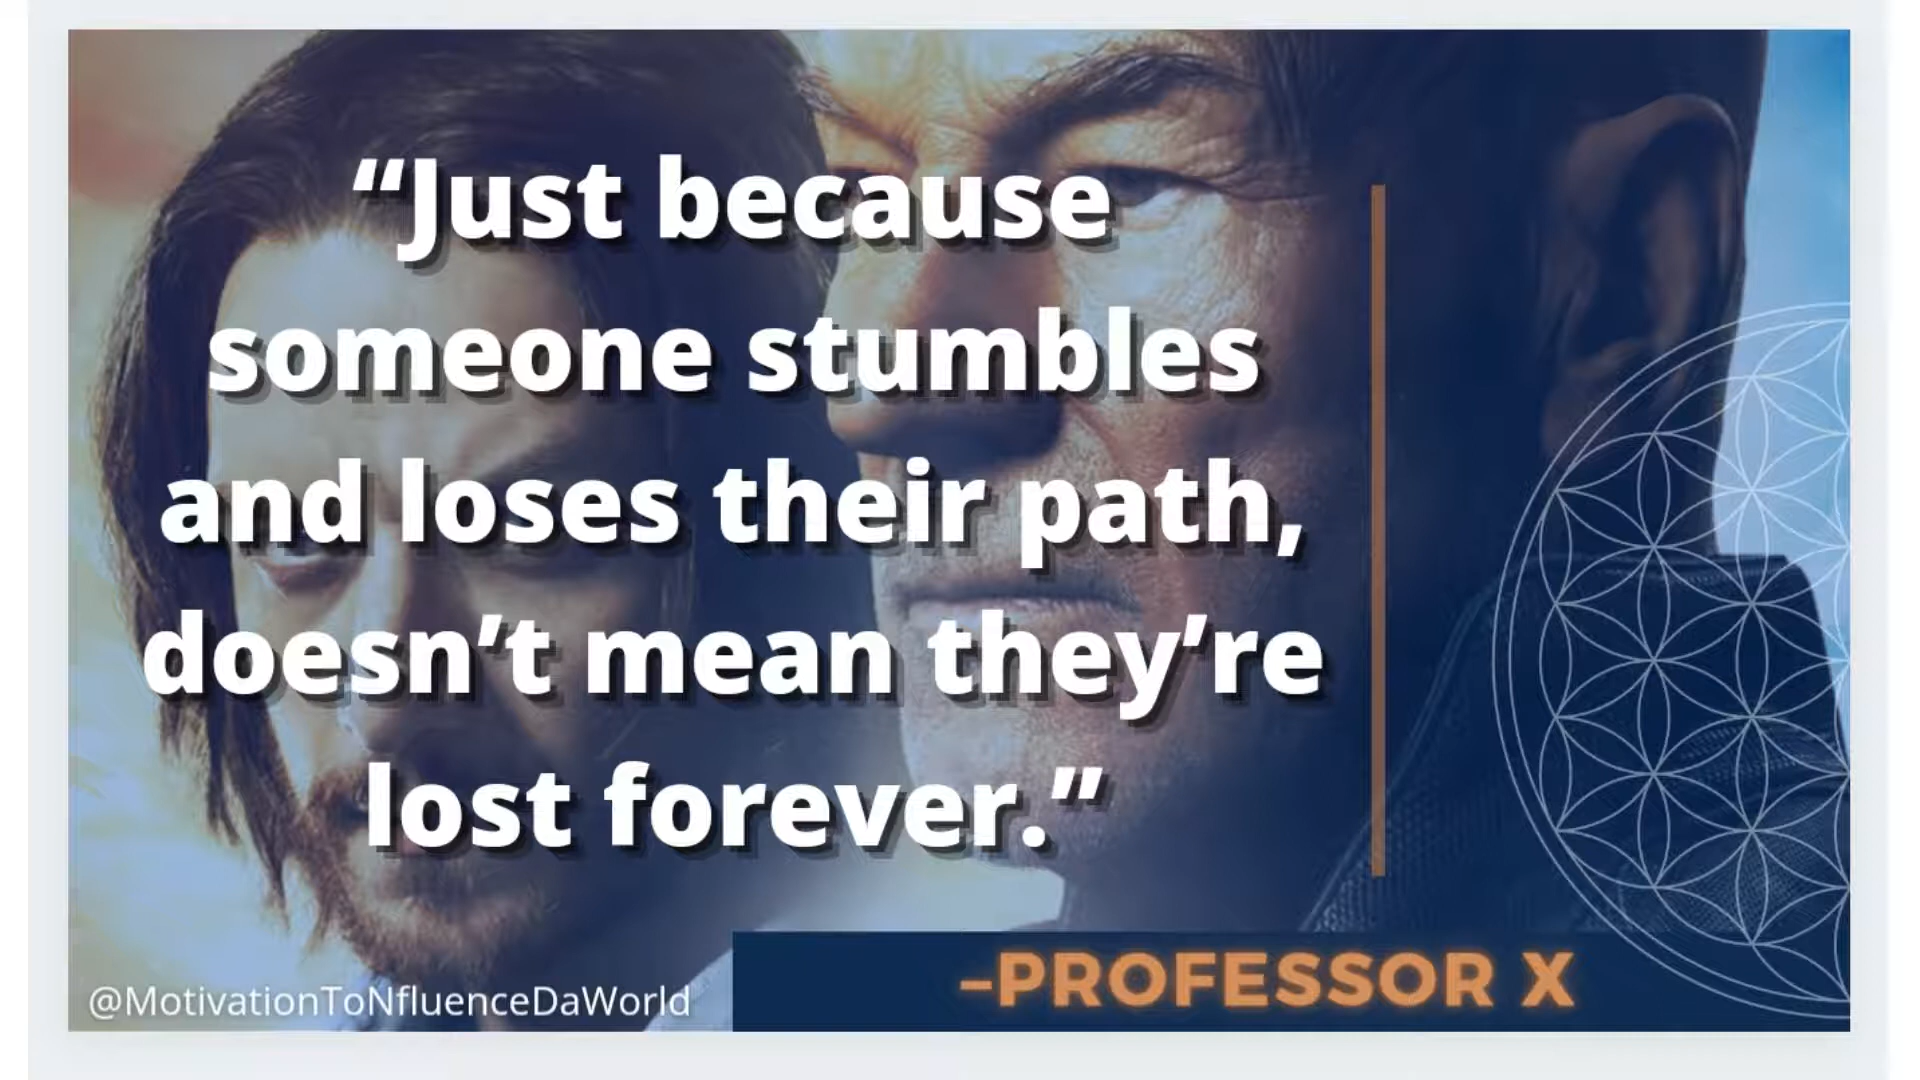 “Just because
someone stumbles
and loses their path,
doesn’t mean they’re
lost forever.”
–PROFESSOR X
@MotivationToNfluenceDaWorld